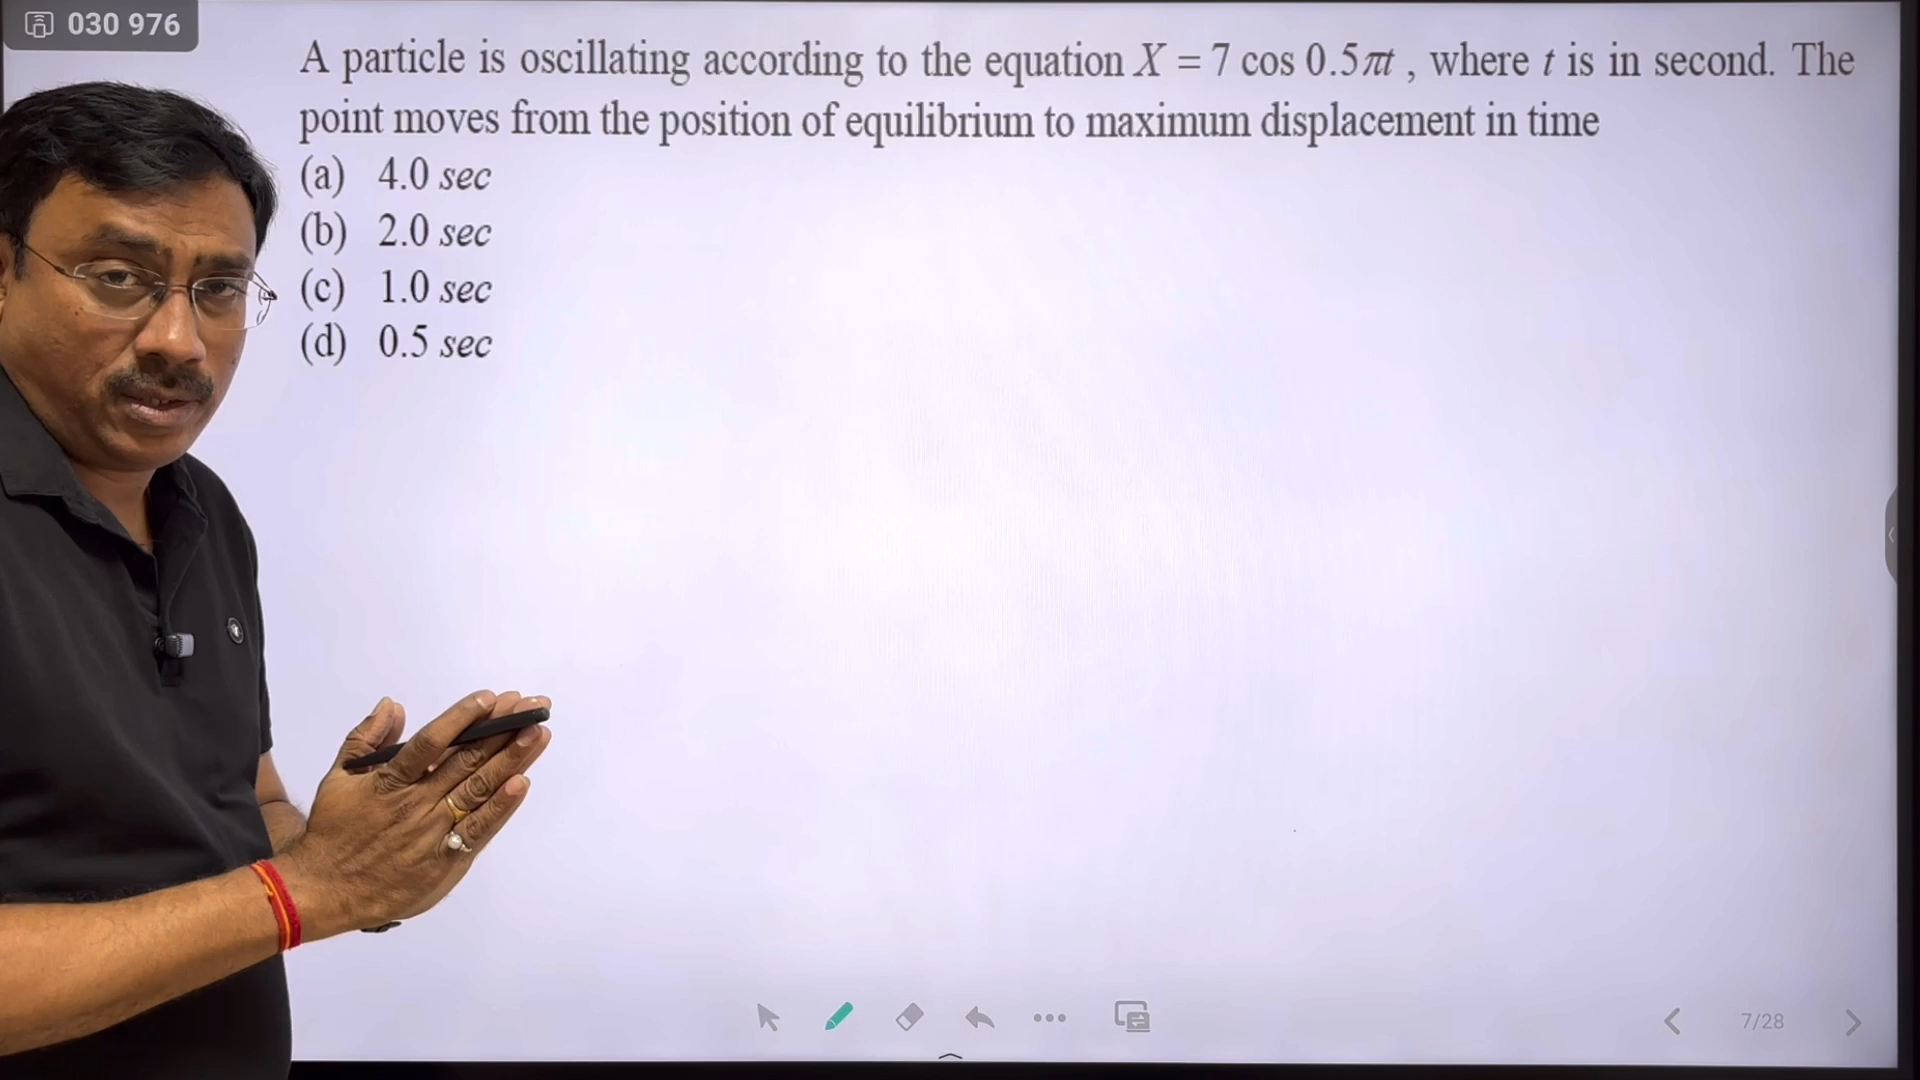 030 976
A particle is oscillating according to the equation X = 7 cos 0.5πt , where t is in second. The
point moves from the position of equilibrium to maximum displacement in time
(a) 4.0 sec
(b) 2.0 sec
(c) 1.0 sec
(d) 0.5 sec
7/28